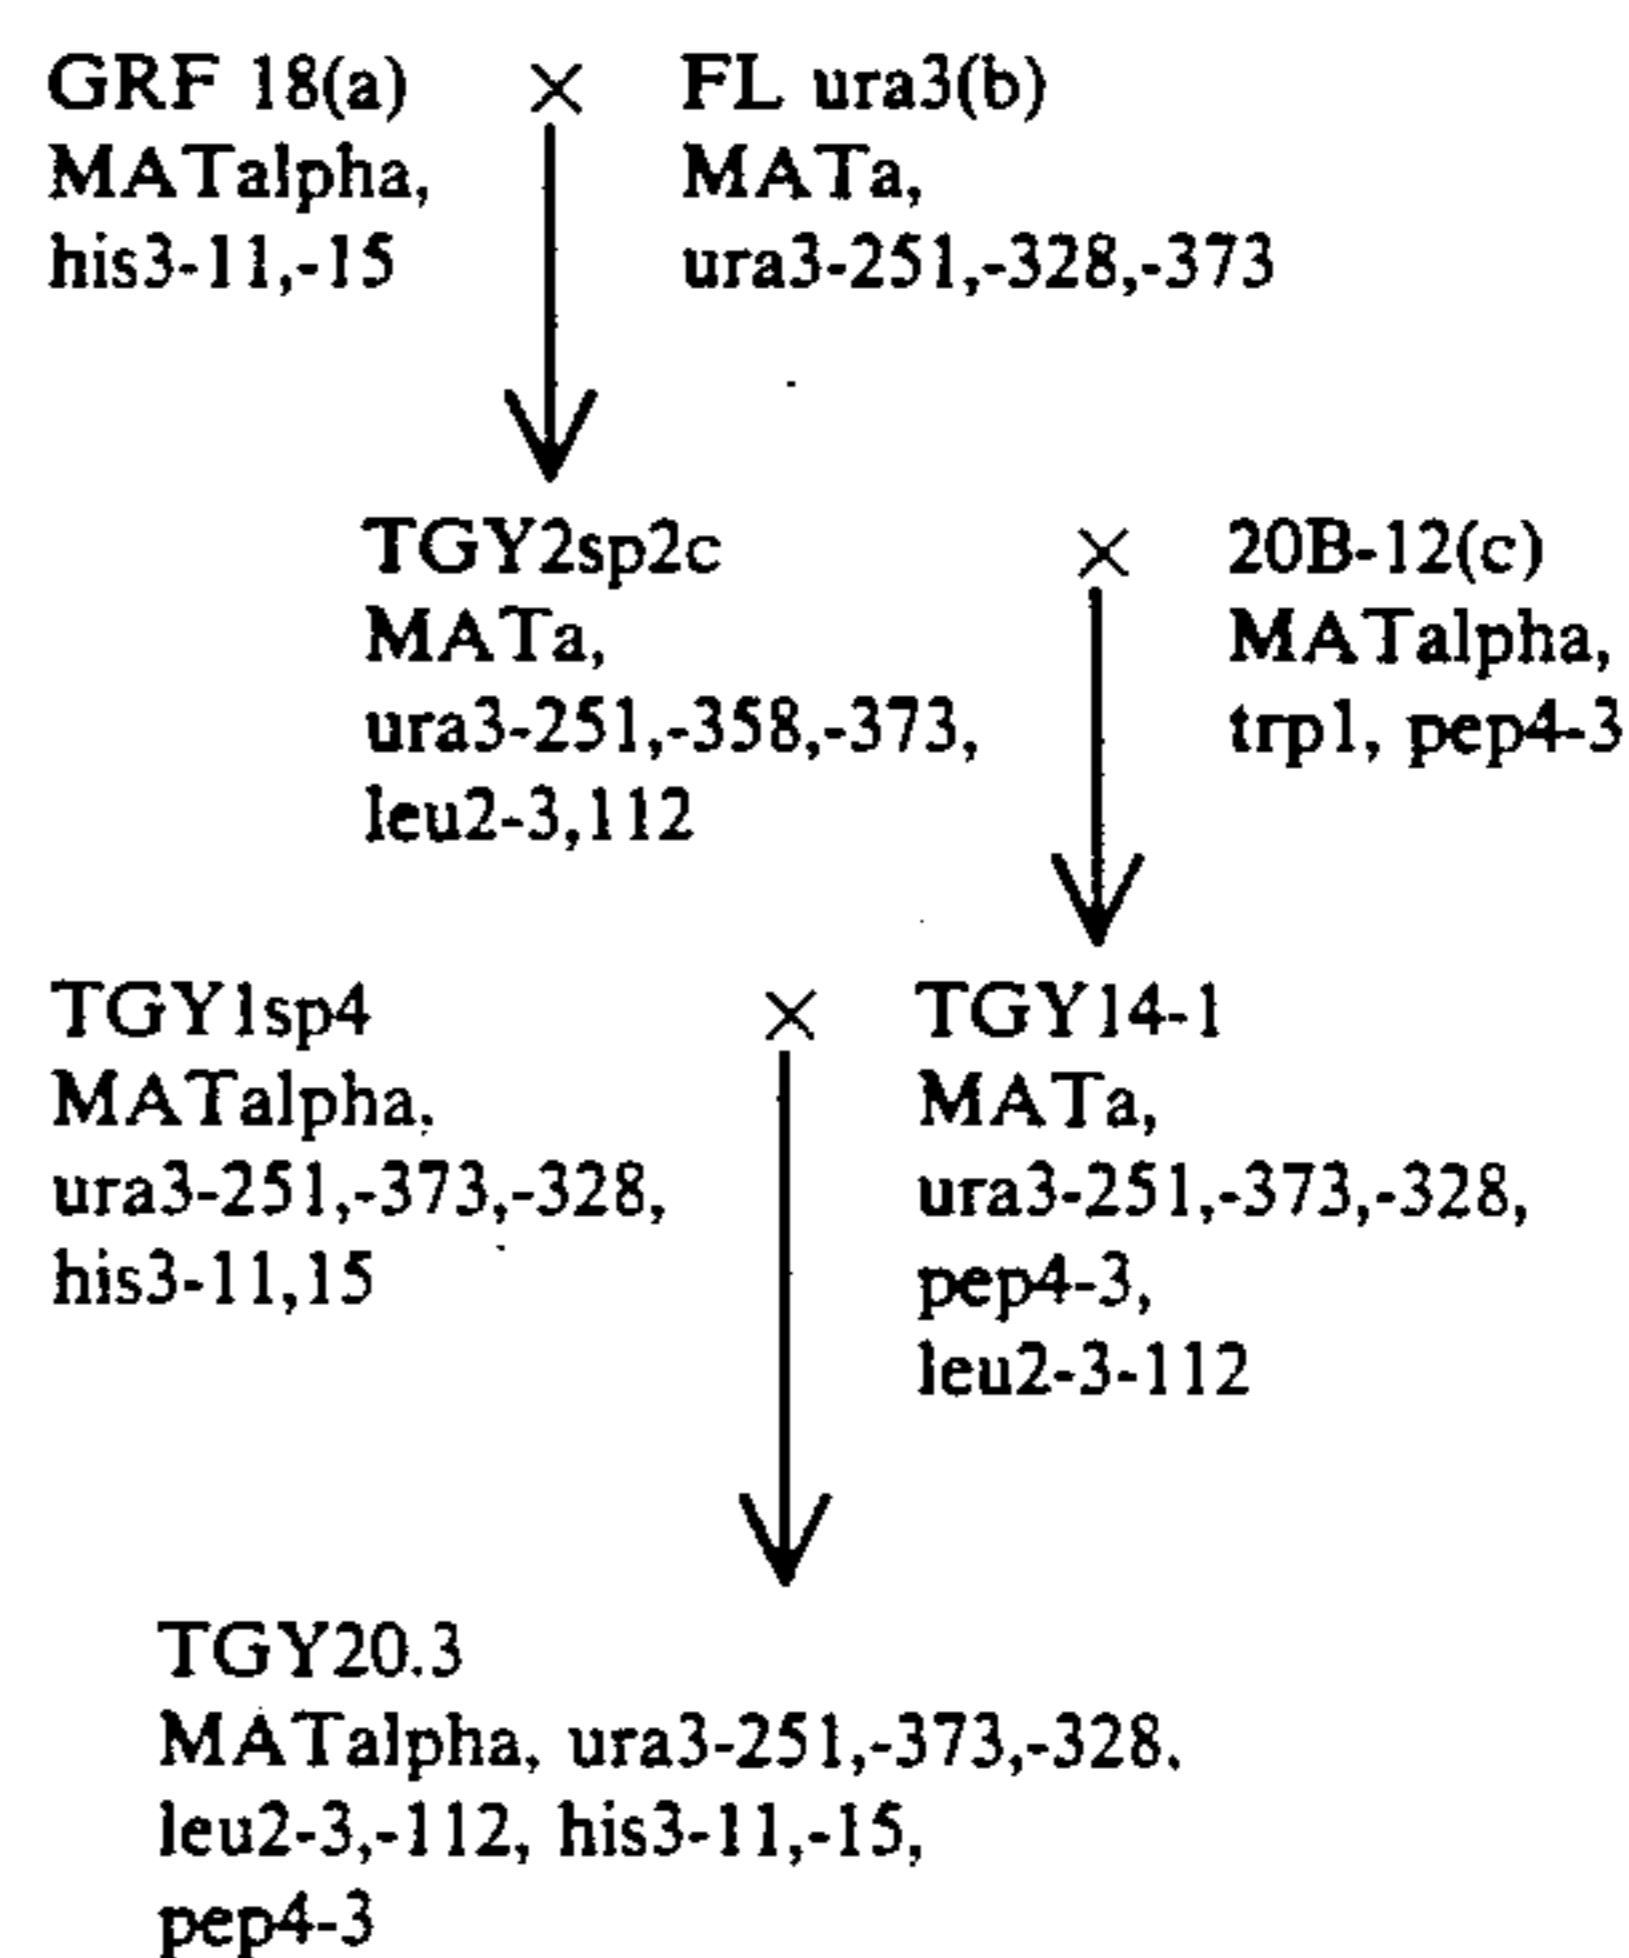 GRF 18(a) × FL ura3(b)
MATalpha, MATa,
his3-11,-15 ura3-251,-328,-373
TGY2sp2c × 20B-12(c)
MATa, MATalpha,
ura3-251,-358,-373, trp1, pep4-3
leu2-3,112
TGY1sp4 × TGY14-1
MATalpha, MATa,
ura3-251,-373,-328, ura3-251,-373,-328,
his3-11,15 pep4-3,
leu2-3-112
TGY20.3
MATalpha, ura3-251,-373,-328,
leu2-3,-112, his3-11,-15,
pep4-3